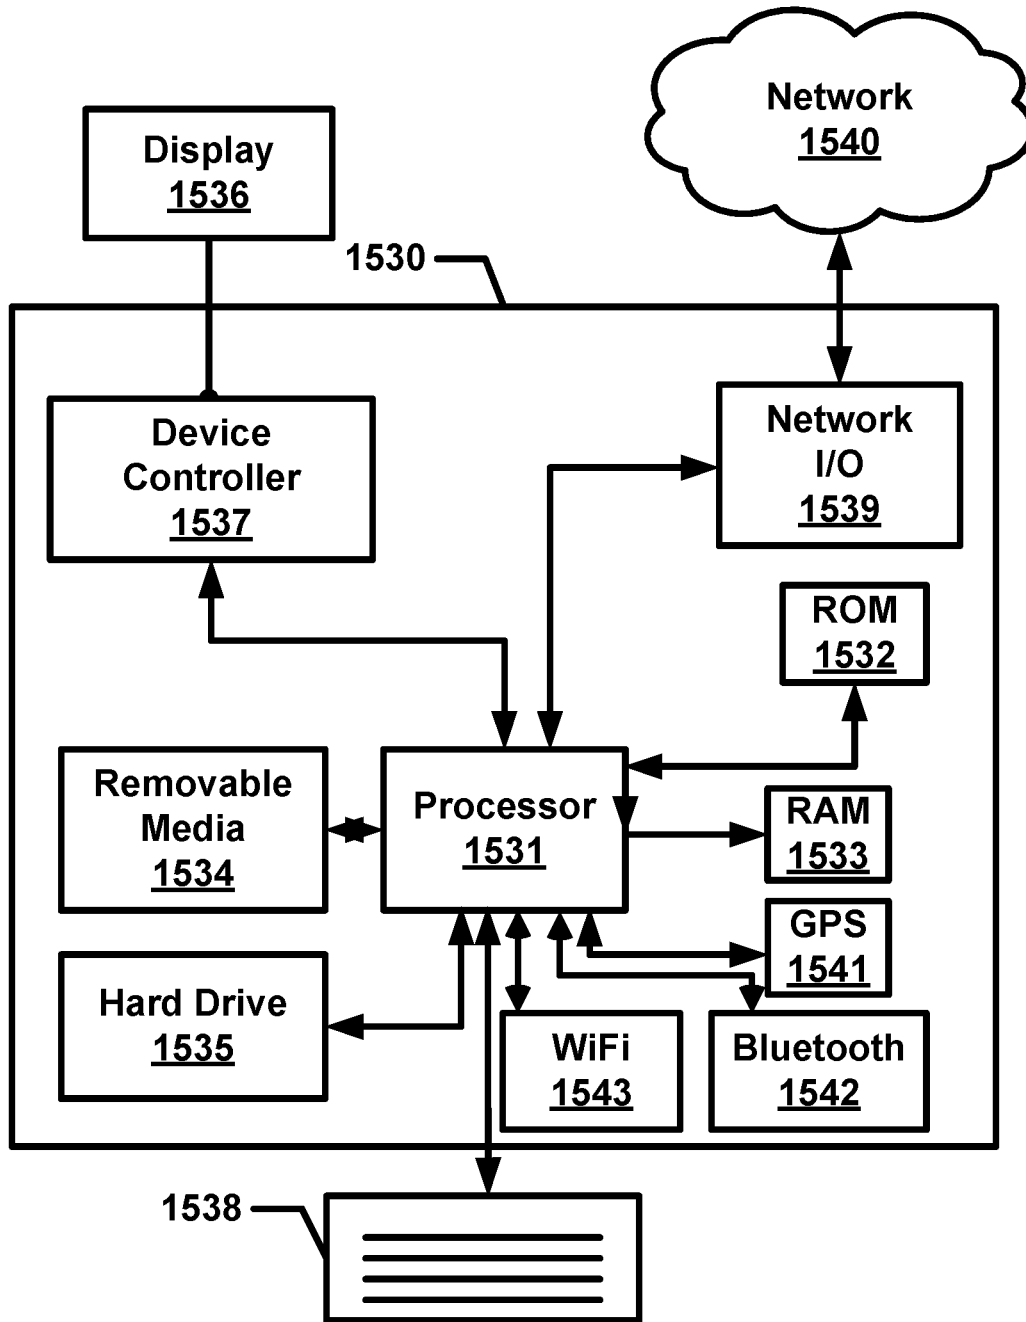 Network
1540
Display
1536
1530
Device
Controller
1537
Network
I/O
1539
ROM
1532
Removable
Media
1534
Processor
1531
RAM
1533
GPS
1541
Hard Drive
1535
WiFi
1543
Bluetooth
1542
1538